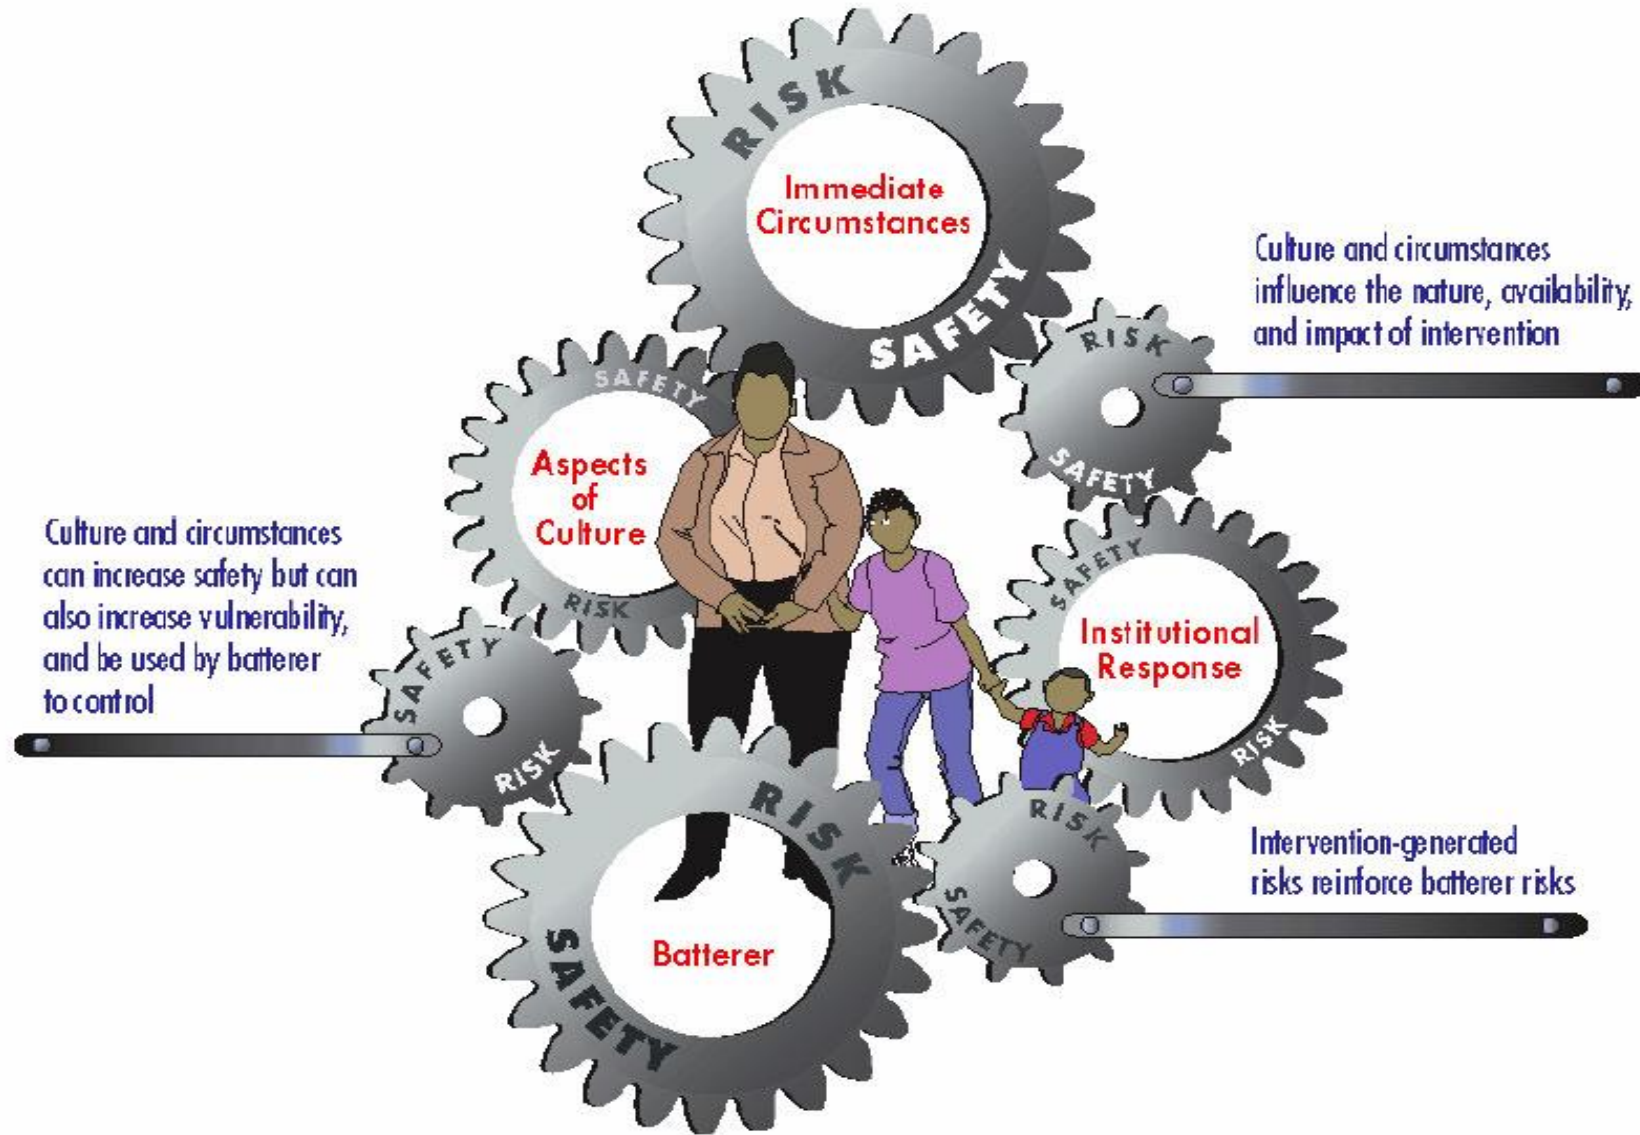 RISK
Immediate
Circumstances
SAFETY
Culture and circumstances
influence the nature, availability,
and impact of intervention
RISK
SAFETY
SAFETY
Aspects
of
Culture
RISK
Culture and circumstances
can increase safety but can
also increase vulnerability,
and be used by batterer
to control
SAFETY
RISK
SAFETY
Institutional
Response
RISK
RISK
Batterer
SAFETY
RISK
SAFETY
Intervention-generated
risks reinforce batterer risks